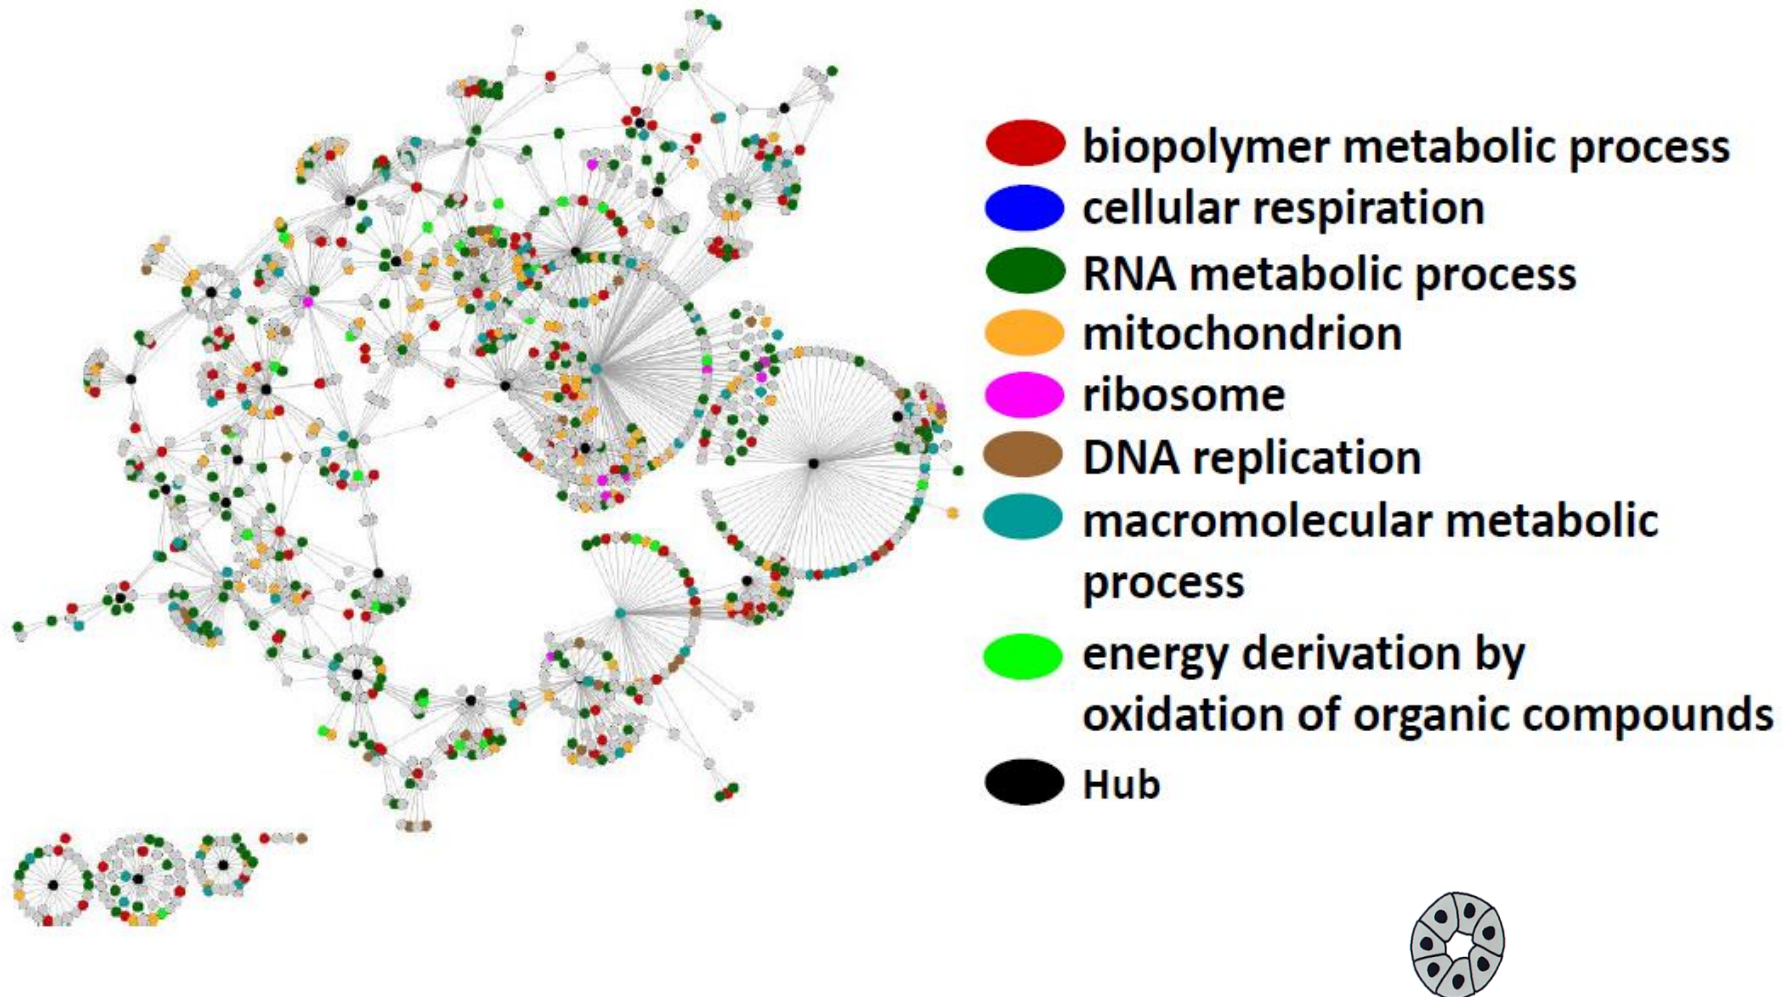 biopolymer metabolic process
cellular respiration
RNA metabolic process
mitochondrion
ribosome
DNA replication
macromolecular metabolic
process
energy derivation by
oxidation of organic compounds
Hub